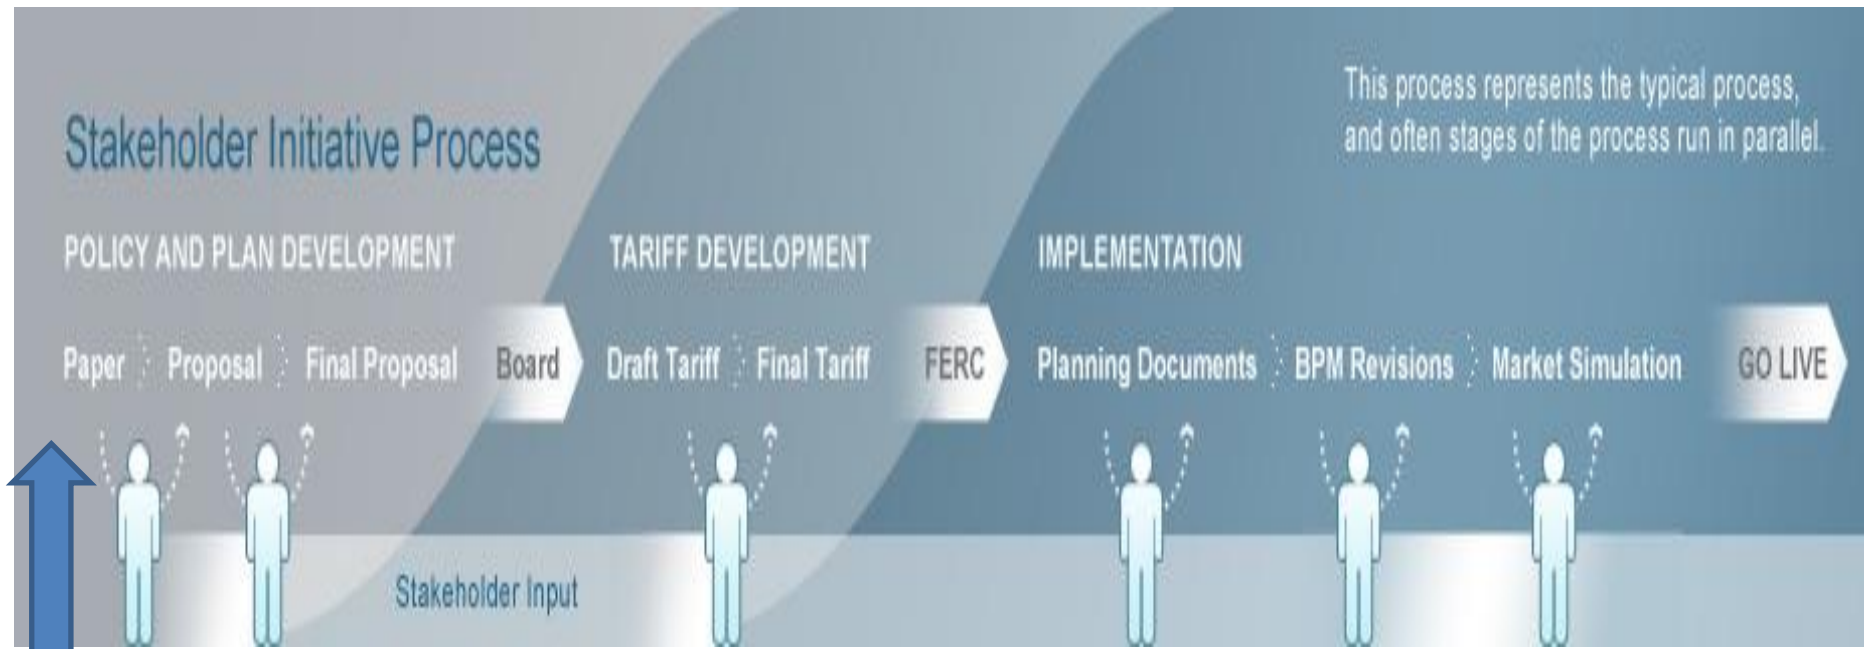 This process represents the typical process,
and often stages of the process run in parallel.
Stakeholder Initiative Process
POLICY AND PLAN DEVELOPMENT
TARIFF DEVELOPMENT
IMPLEMENTATION
Paper Proposal Final Proposal Board Draft Tariff Final Tariff FERC Planning Documents BPM Revisions Market Simulation GO LIVE
Stakeholder Input